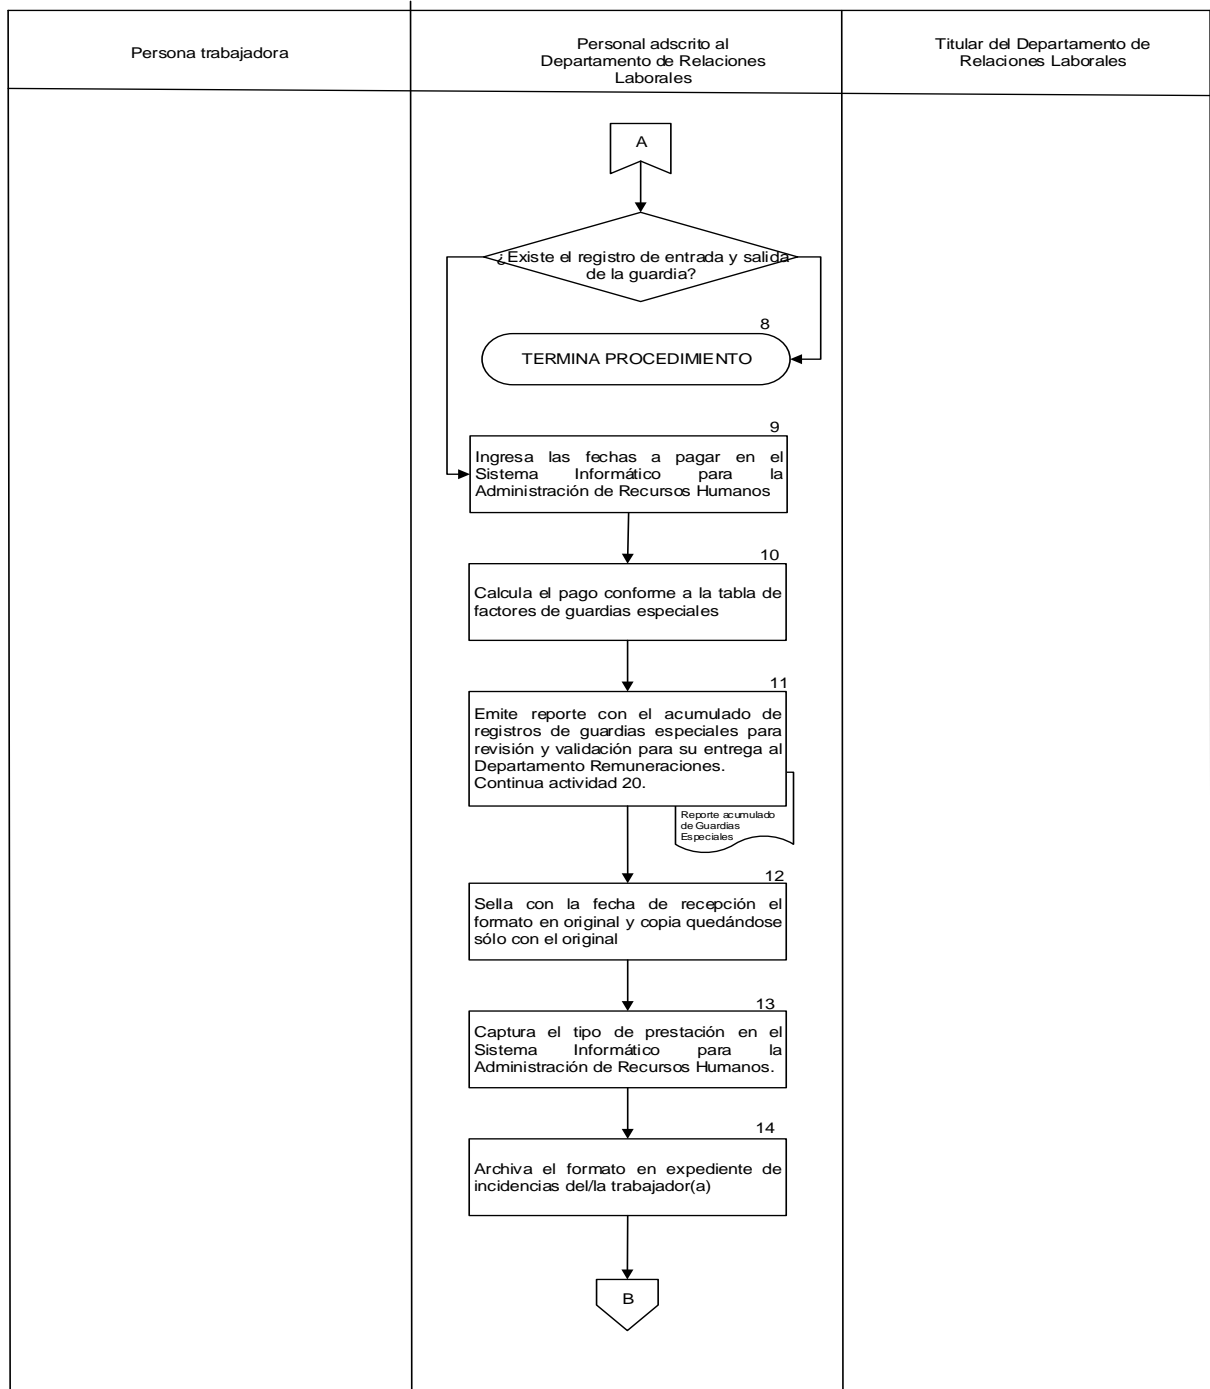 Persona trabajadora
Personal adscrito al
Departamento de Relaciones
Laborales
Titular del Departamento de
Relaciones Laborales
A
¿Existe el registro de entrada y salida
de la guardia?
8
TERMINA PROCEDIMIENTO
9
Ingresa las fechas a pagar en el
Sistema Informático para la
Administración de Recursos Humanos
10
Calcula el pago conforme a la tabla de
factores de guardias especiales
11
Emite reporte con el acumulado de
registros de guardias especiales para
revisión y validación para su entrega al
Departamento Remuneraciones.
Continua actividad 20.
Reporte acumulado
de Guardias
Especiales
12
Sella con la fecha de recepción el
formato en original y copia quedándose
sólo con el original
13
Captura el tipo de prestación en el
Sistema Informático para la
Administración de Recursos Humanos.
14
Archiva el formato en expediente de
incidencias del/la trabajador(a)
B